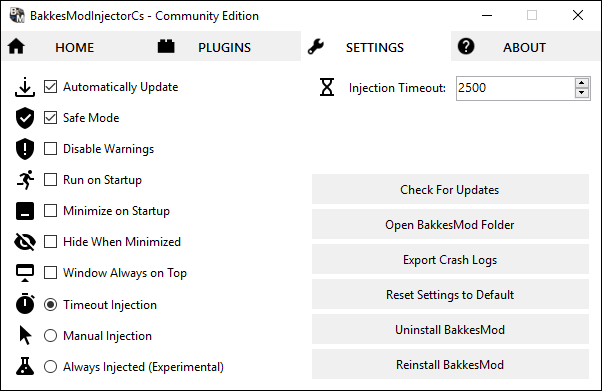 BakkesModInjectorCs - Community Edition
HOME PLUGINS SETTINGS ABOUT
Automatically Update
Safe Mode
Disable Warnings
Run on Startup
Minimize on Startup
Hide When Minimized
Window Always on Top
Timeout Injection
Manual Injection
Always Injected (Experimental)
Injection Timeout: 2500
Check For Updates
Open BakkesMod Folder
Export Crash Logs
Reset Settings to Default
Uninstall BakkesMod
Reinstall BakkesMod